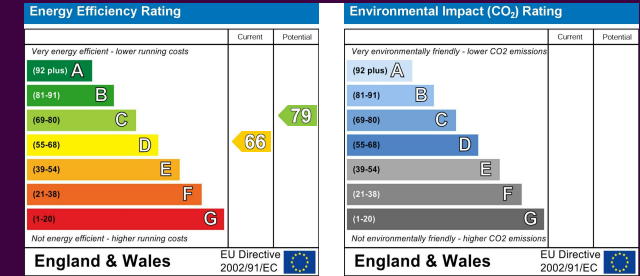 Energy Efficiency Rating
Current Potential
Very energy efficient - lower running costs
(92 plus) A
(81-91) B
(69-80) C
79
(55-68) D
66
(39-54) E
(21-38) F
(1-20) G
Not energy efficient - higher running costs
England & Wales
EU Directive
2002/91/EC
Environmental Impact (CO₂) Rating
Current Potential
Very environmentally friendly - lower CO2 emissions
(92 plus) A
(81-91) B
(69-80) C
(55-68) D
(39-54) E
(21-38) F
(1-20) G
Not environmentally friendly - higher CO2 emissions
England & Wales
EU Directive
2002/91/EC